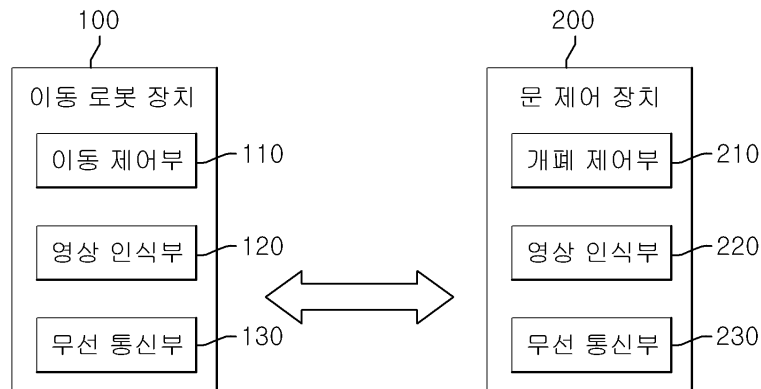 100
이동 로봇 장치
이동 제어부
110
영상 인식부
120
무선 통신부
130
200
문 제어 장치
개폐 제어부
210
영상 인식부
220
무선 통신부
230